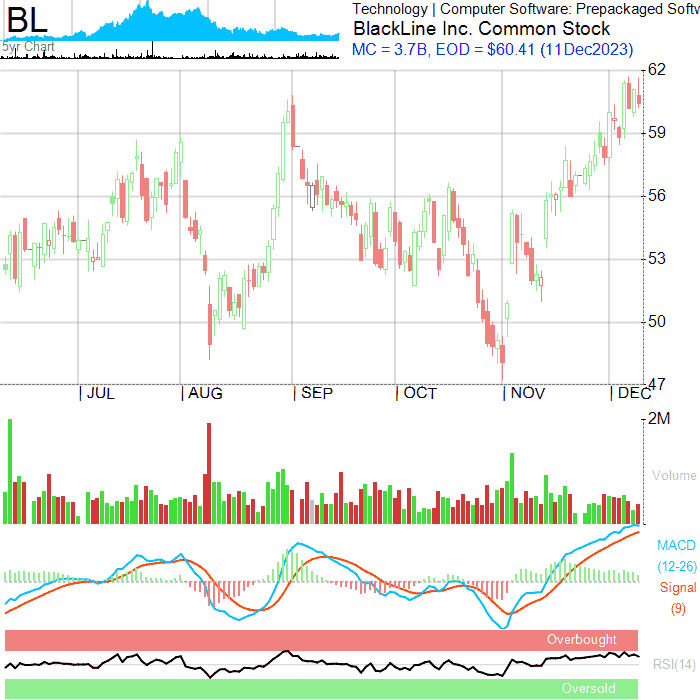 BL
5yr Chart
Technology | Computer Software: Prepackaged Softw
BlackLine Inc. Common Stock
MC = 3.7B, EOD = $60.41 (11Dec2023)
62
59
56
53
50
47
| JUL | AUG | SEP | OCT | NOV | DEC
2M
Volume
MACD
(12-26)
Signal
(9)
Overbought
RSI(14)
Oversold